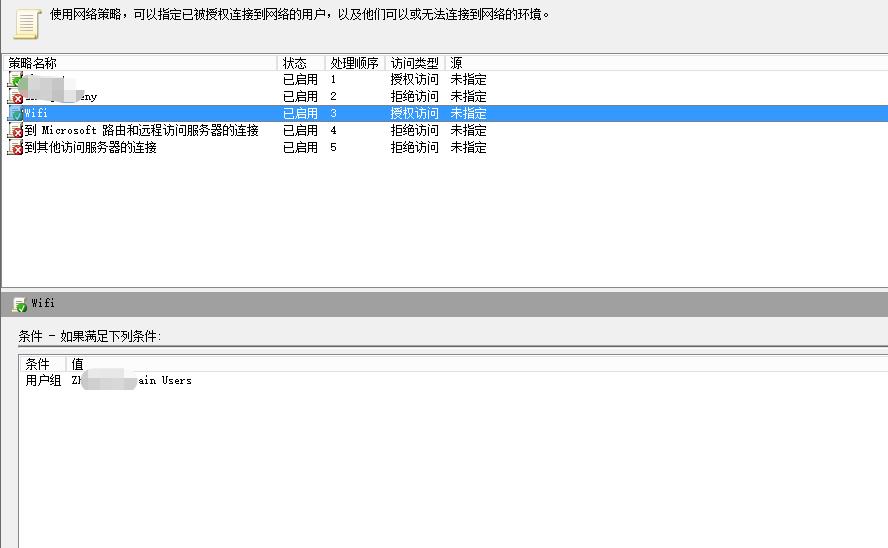 使用网络策略，可以指定已被授权连接到网络的用户，以及他们可以或无法连接到网络的环境。
策略名称 状态 处理顺序 访问类型 源
已启用 1 授权访问 未指定
已启用 2 拒绝访问 未指定
Wifi 已启用 3 授权访问 未指定
到 Microsoft 路由和远程访问服务器的连接 已启用 4 拒绝访问 未指定
到其他访问服务器的连接 已启用 5 拒绝访问 未指定
Wifi
条件 - 如果满足下列条件:
条件 值
用户组 Users